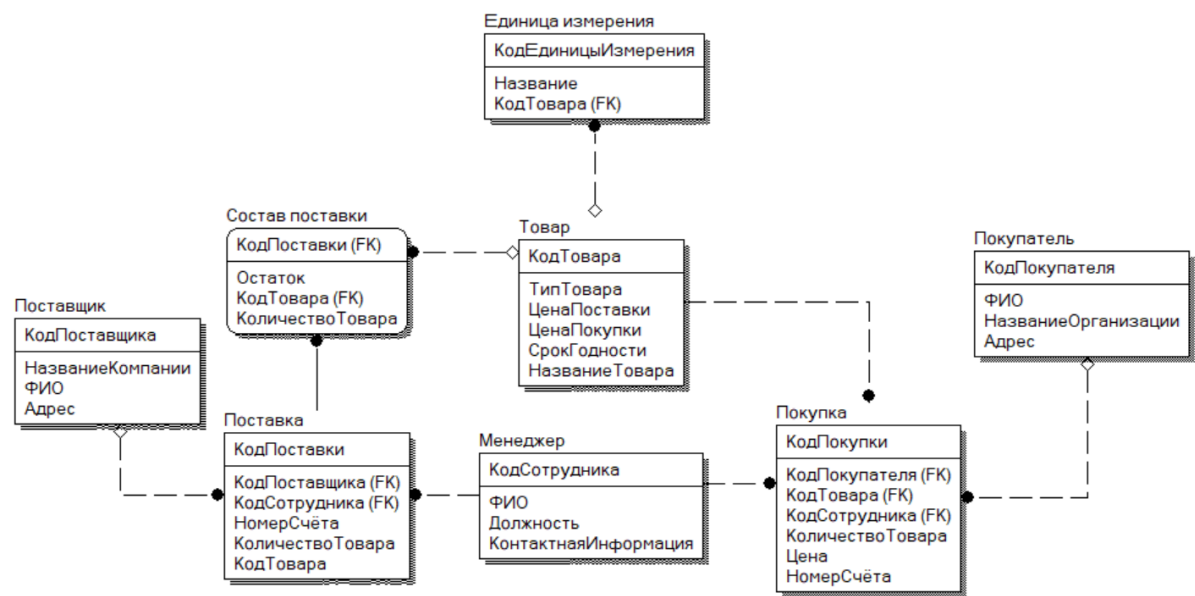 Единица измерения
КодЕдиницыИзмерения
Название
КодТовара (FK)
Состав поставки
КодПоставки (FK)
Остаток
КодТовара (FK)
КоличествоТовара
Товар
КодТовара
ТипТовара
ЦенаПоставки
ЦенаПокупки
СрокГодности
НазваниеТовара
Покупатель
КодПокупателя
ФИО
НазваниеОрганизации
Адрес
Поставщик
КодПоставщика
НазваниеКомпании
ФИО
Адрес
Поставка
КодПоставки
КодПоставщика (FK)
КодСотрудника (FK)
НомерСчёта
КоличествоТовара
КодТовара
Менеджер
КодСотрудника
ФИО
Должность
КонтактнаяИнформация
Покупка
КодПокупки
КодПокупателя (FK)
КодТовара (FK)
КодСотрудника (FK)
КоличествоТовара
Цена
НомерСчёта